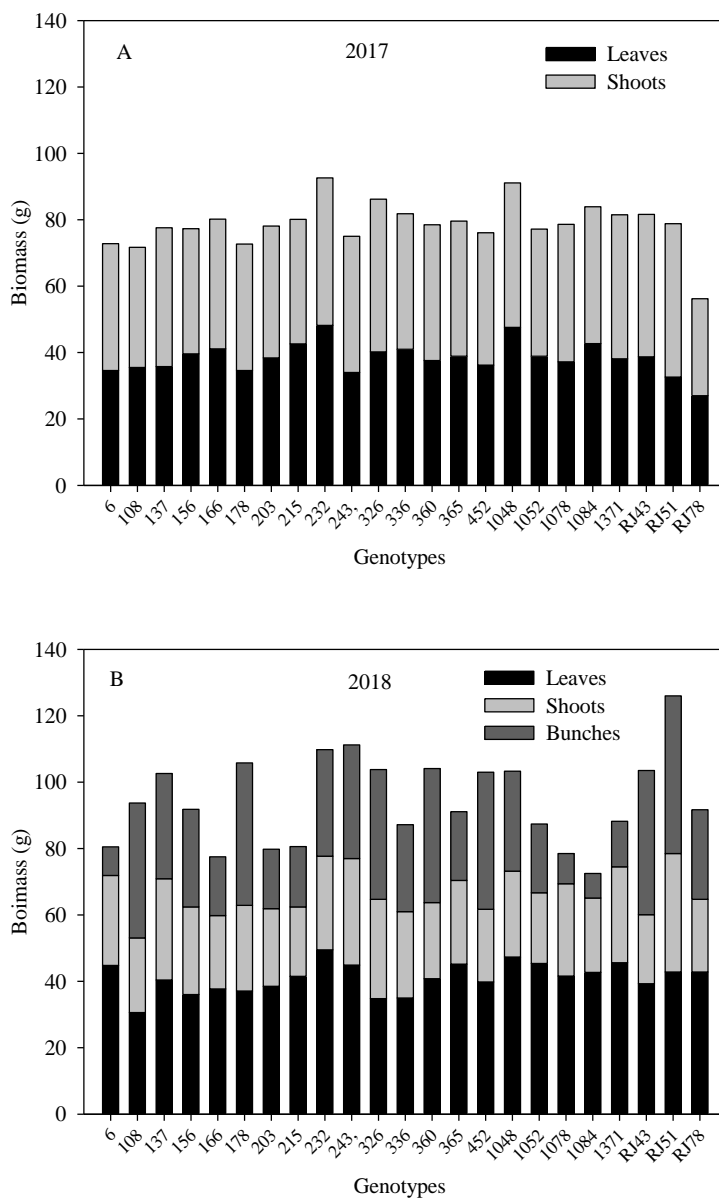 A
2017
Leaves
Shoots
140
120
100
80
60
40
20
0
Biomass (g)
6 108 137 156 166 178 203 215 232 243, 326 336 360 365 452 1048 1052 1078 1084 1371 RJ43 RJ51 RJ78
Genotypes
B
2018
Leaves
Shoots
Bunches
140
120
100
80
60
40
20
0
Boimass (g)
6 108 137 156 166 178 203 215 232 243, 326 336 360 365 452 1048 1052 1078 1084 1371 RJ43 RJ51 RJ78
Genotypes